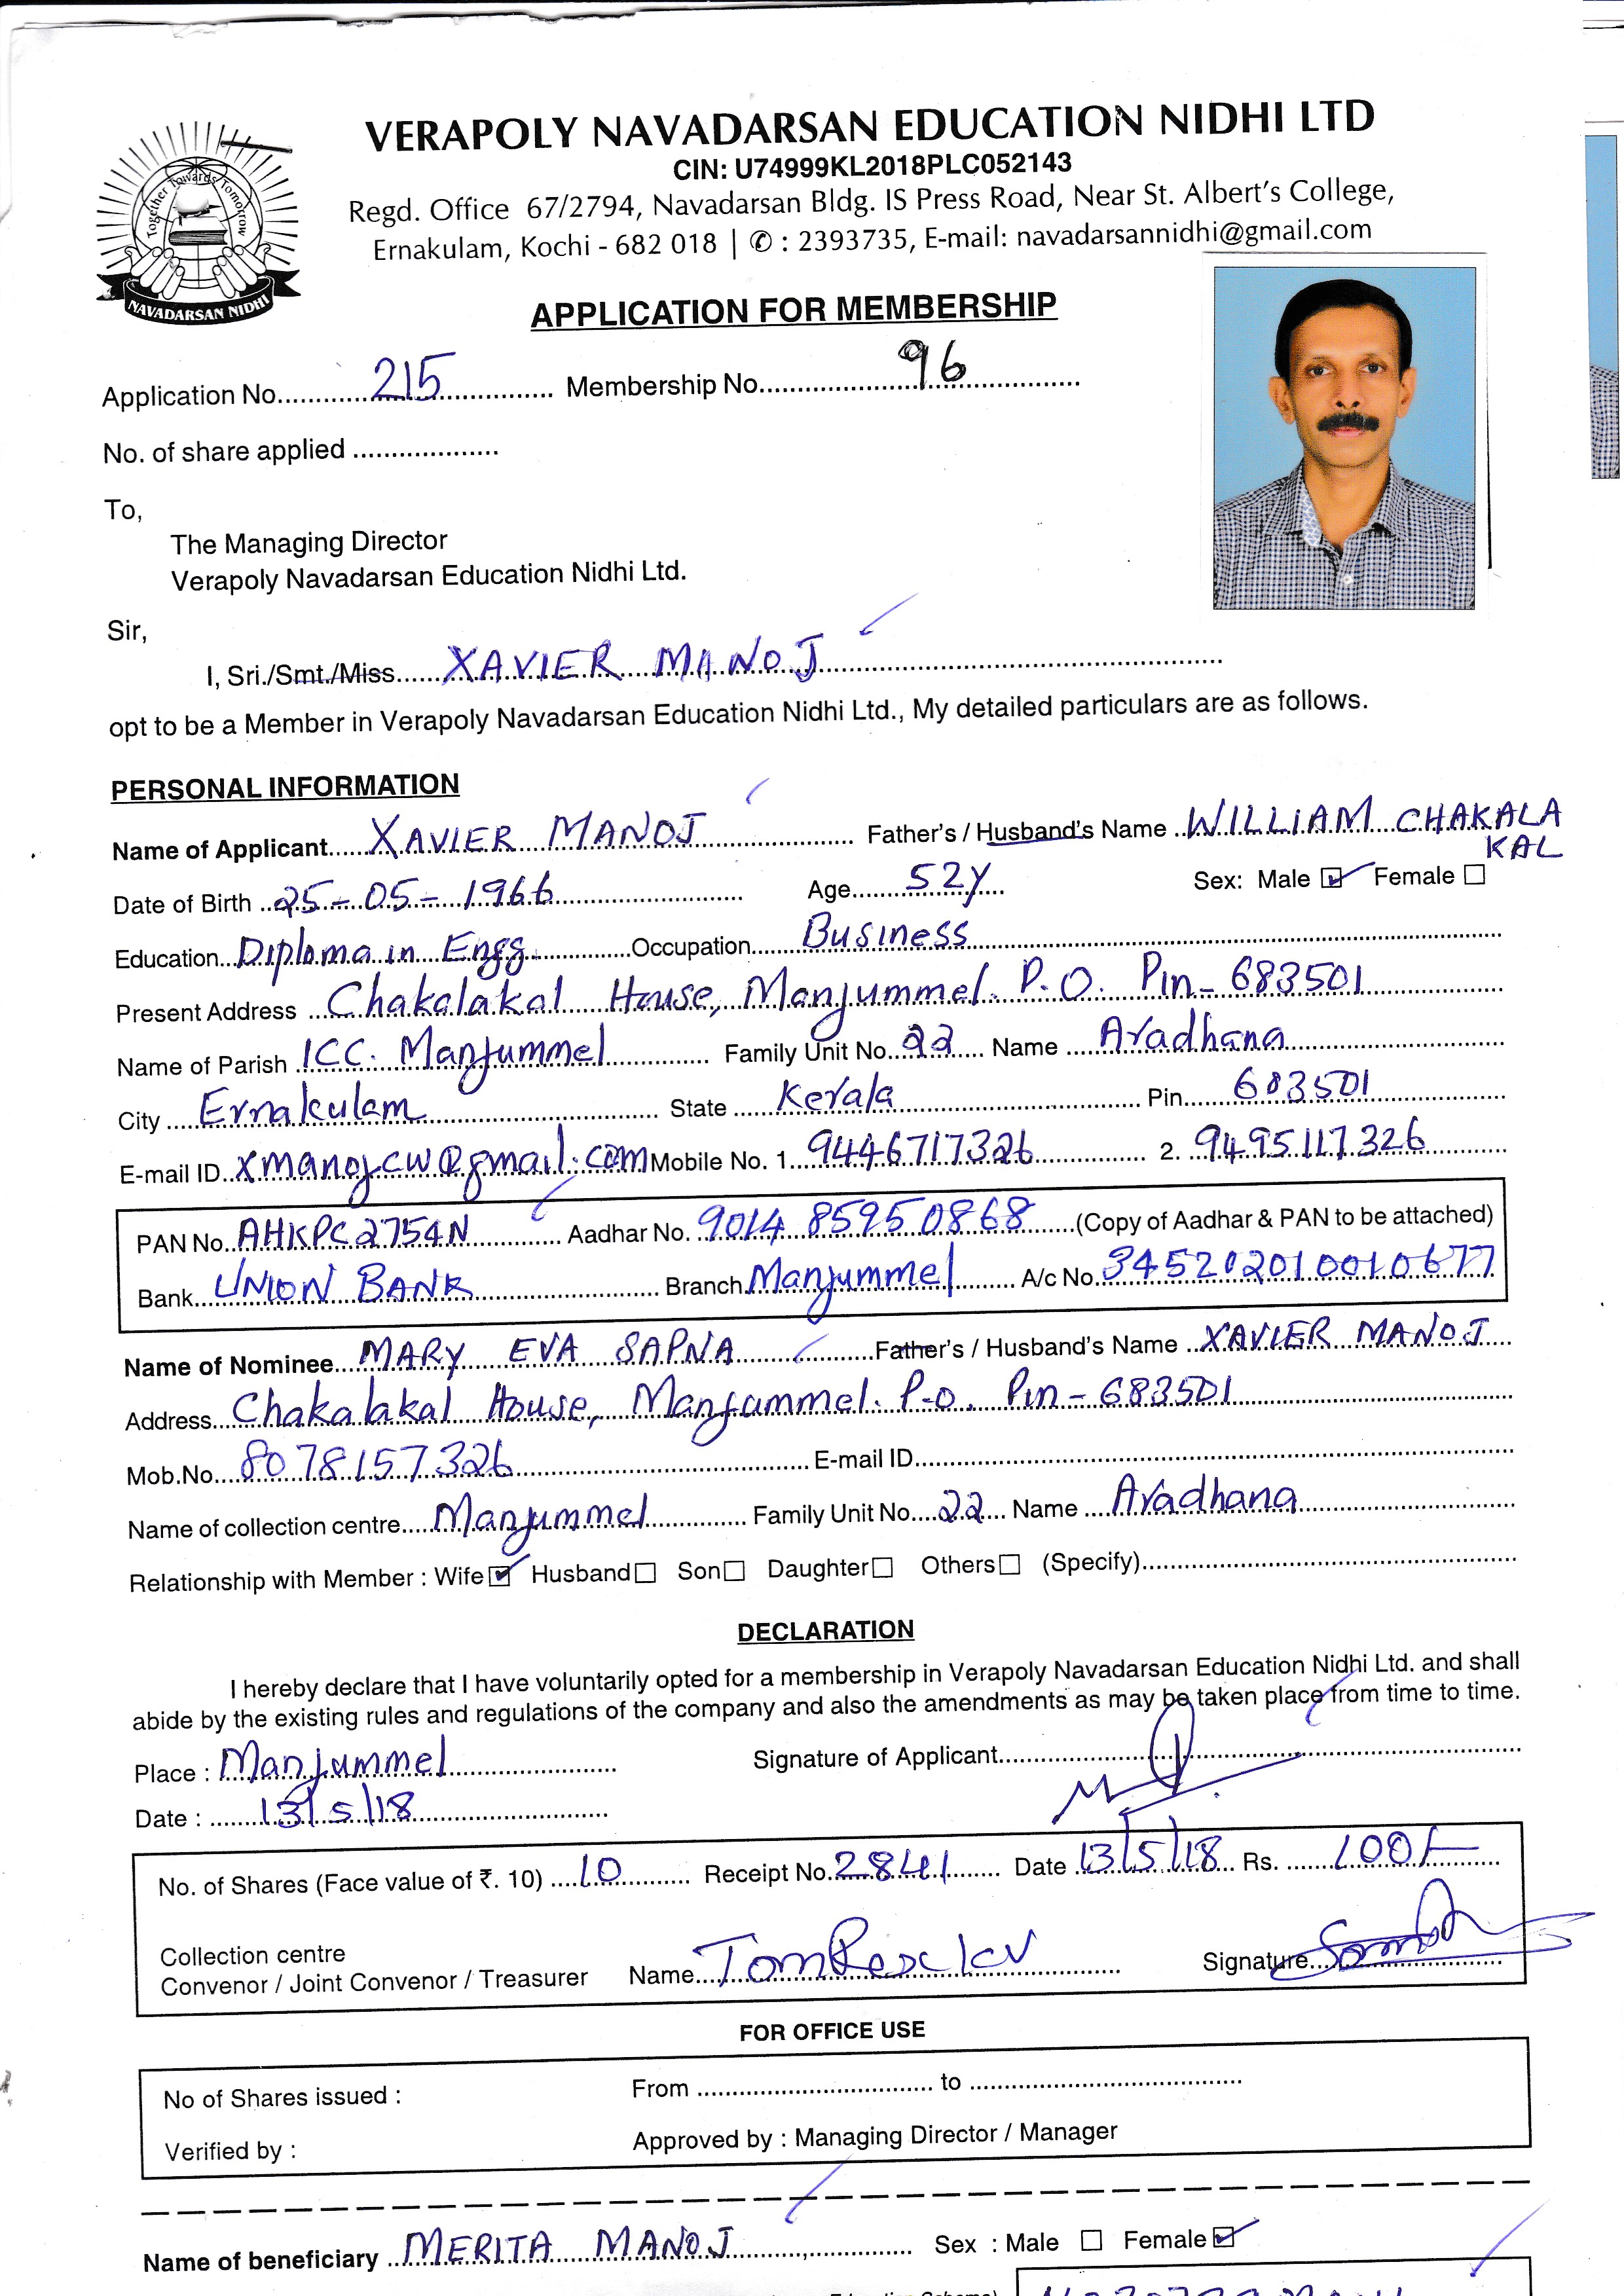 VERAPOLY NAVADARSAN EDUCATION NIDHI LTD
CIN: U74999KL2018PLC052143
Regd. Office 67/2794, Navadarsan Bldg. IS Press Road, Near St. Albert's College,
Ernakulam, Kochi - 682 018 | ✆ : 2393735, E-mail: navadarsannidhi@gmail.com
Together Towards Tomorrow
NAVADARSAN NIDHI
APPLICATION FOR MEMBERSHIP
Application No. 215 Membership No. 96
No. of share applied
To,
The Managing Director
Verapoly Navadarsan Education Nidhi Ltd.
Sir,
I, Sri./Smt./Miss XAVIER MANOJ
opt to be a Member in Verapoly Navadarsan Education Nidhi Ltd., My detailed particulars are as follows.
PERSONAL INFORMATION
Name of Applicant XAVIER MANOJ Father's / Husband's Name WILLIAM CHAKALA
KAL
Date of Birth 25-05-1966 Age 52y Sex: Male ☑ Female ☐
Education Diploma in Engg. Occupation Business
Present Address Chakalakal House, Manjummel. P.O. Pin- 683501
Name of Parish ICC. Manjummel Family Unit No. 22 Name Aradhana
City Ernakulam State Kerala Pin 683501
E-mail ID xmanojcw@gmail.com Mobile No. 1 9446717326 2. 9495117326
PAN No. AHKPC2754N Aadhar No. 9014 8595 0868 (Copy of Aadhar & PAN to be attached)
Bank UNION BANK Branch Manjummel A/c No. 345202010010677
Name of Nominee MARY EVA SAPNA Father's / Husband's Name XAVIER MANOJ
Address Chakalakal House, Manjummel. P.O. Pin - 683501
Mob.No. 8078157326 E-mail ID
Name of collection centre Manjummel Family Unit No. 22 Name Aradhana
Relationship with Member : Wife ☑ Husband ☐ Son ☐ Daughter ☐ Others ☐ (Specify)
DECLARATION
I hereby declare that I have voluntarily opted for a membership in Verapoly Navadarsan Education Nidhi Ltd. and shall
abide by the existing rules and regulations of the company and also the amendments as may be taken place from time to time.
Place : Manjummel Signature of Applicant
Date : 13/5/18
No. of Shares (Face value of ₹. 10) 10 Receipt No. 2841 Date 13/5/18 Rs. 100/-
Collection centre
Convenor / Joint Convenor / Treasurer Name Tom Signature
FOR OFFICE USE
No of Shares issued : From to
Verified by : Approved by : Managing Director / Manager
Name of beneficiary MERITA MANOJ Sex : Male ☐ Female ☑